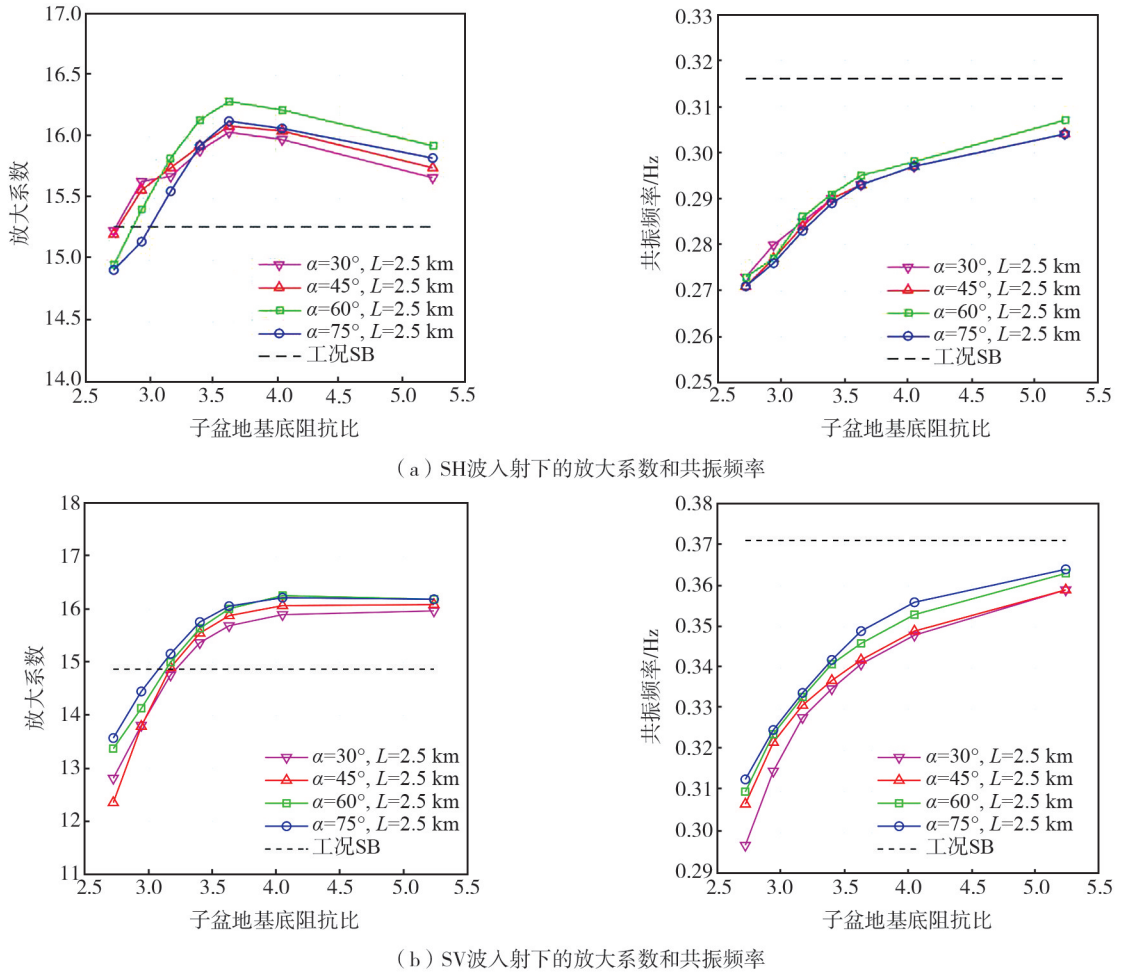 17.0
16.5
16.0
15.5
15.0
14.5
14.0
放大系数
2.5 3.0 3.5 4.0 4.5 5.0 5.5
子盆地基底阻抗比
α=30°, L=2.5 km
α=45°, L=2.5 km
α=60°, L=2.5 km
α=75°, L=2.5 km
工况SB
0.33
0.32
0.31
0.30
0.29
0.28
0.27
0.26
0.25
共振频率/Hz
2.5 3.0 3.5 4.0 4.5 5.0 5.5
子盆地基底阻抗比
α=30°, L=2.5 km
α=45°, L=2.5 km
α=60°, L=2.5 km
α=75°, L=2.5 km
工况SB
（a）SH波入射下的放大系数和共振频率
18
17
16
15
14
13
12
11
放大系数
2.5 3.0 3.5 4.0 4.5 5.0 5.5
子盆地基底阻抗比
α=30°, L=2.5 km
α=45°, L=2.5 km
α=60°, L=2.5 km
α=75°, L=2.5 km
工况SB
0.38
0.37
0.36
0.35
0.34
0.33
0.32
0.31
0.30
0.29
共振频率/Hz
2.5 3.0 3.5 4.0 4.5 5.0 5.5
子盆地基底阻抗比
α=30°, L=2.5 km
α=45°, L=2.5 km
α=60°, L=2.5 km
α=75°, L=2.5 km
工况SB
（b）SV波入射下的放大系数和共振频率